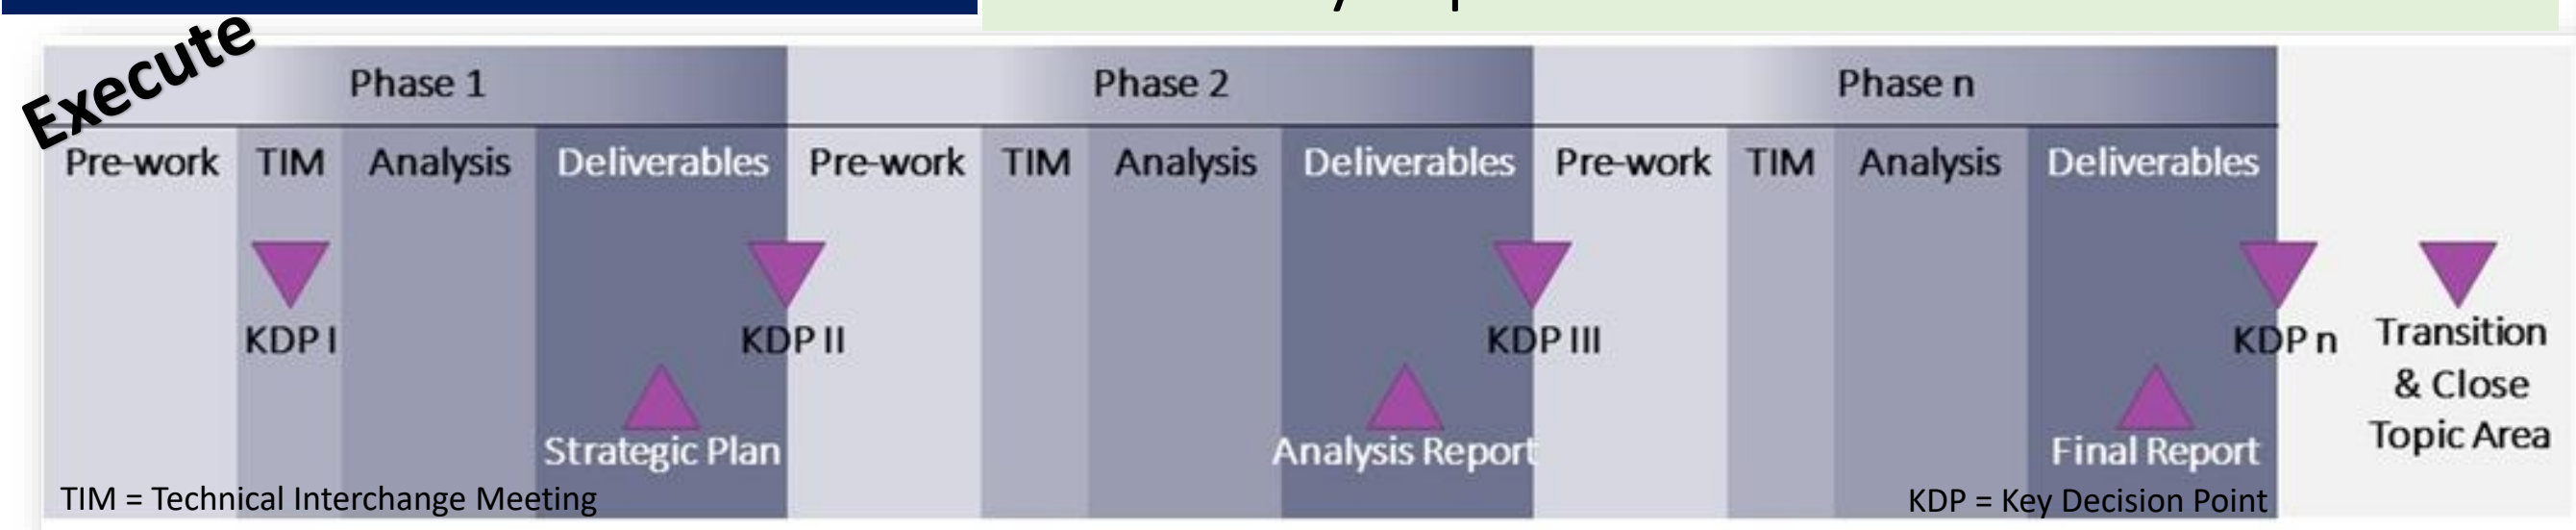 Execute
Phase 1 Phase 2 Phase n
Pre-work TIM Analysis Deliverables Pre-work TIM Analysis Deliverables Pre-work TIM Analysis Deliverables
KDP I KDP II KDP III KDP n Transition
& Close
Topic Area
Strategic Plan Analysis Report Final Report
TIM = Technical Interchange Meeting KDP = Key Decision Point